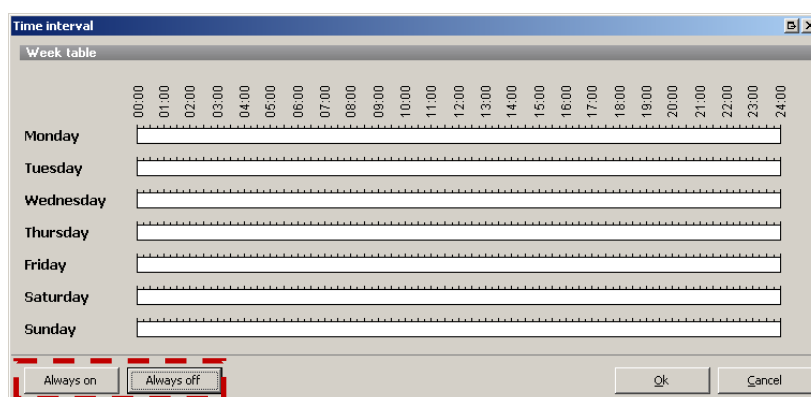 Time interval
Week table
00:00 01:00 02:00 03:00 04:00 05:00 06:00 07:00 08:00 09:00 10:00 11:00 12:00 13:00 14:00 15:00 16:00 17:00 18:00 19:00 20:00 21:00 22:00 23:00 24:00
Monday
Tuesday
Wednesday
Thursday
Friday
Saturday
Sunday
Always on Always off Ok Cancel